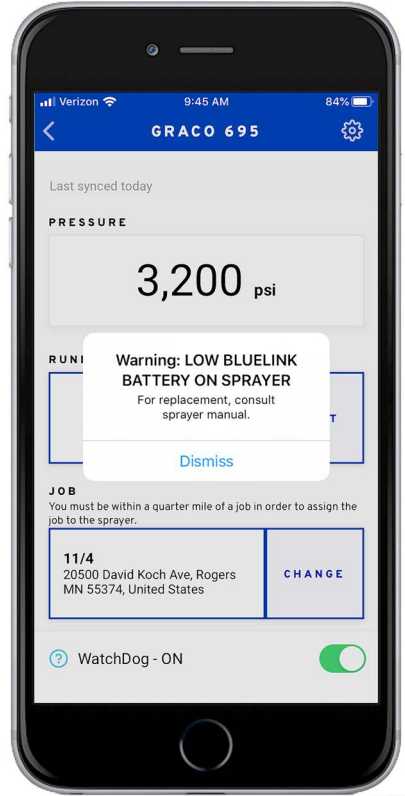 Verizon 9:45 AM 84%
GRACO 695
Last synced today
PRESSURE
3,200 psi
Warning: LOW BLUELINK
BATTERY ON SPRAYER
For replacement, consult
sprayer manual.
Dismiss
JOB
You must be within a quarter mile of a job in order to assign the
job to the sprayer.
11/4
20500 David Koch Ave, Rogers
MN 55374, United States
CHANGE
? WatchDog - ON